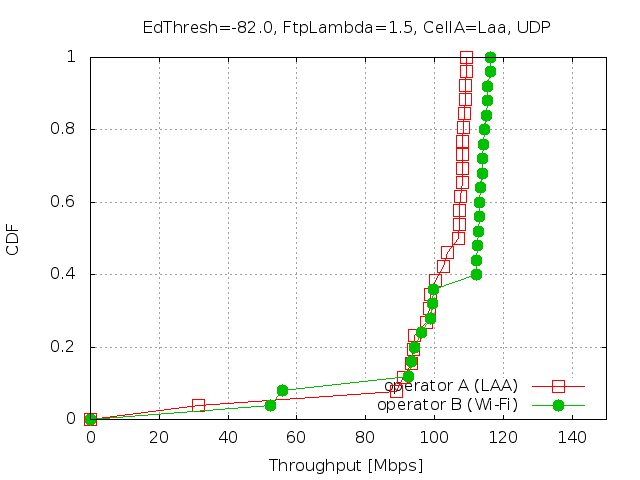 EdThresh=-82.0, FtpLambda=1.5, CellA=Laa, UDP
1
0.8
0.6
0.4
0.2
0
CDF
operator A (LAA)
operator B (Wi-Fi)
0 20 40 60 80 100 120 140
Throughput [Mbps]